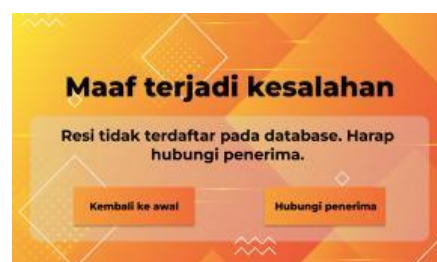 Maaf terjadi kesalahan
Resi tidak terdaftar pada database. Harap
hubungi penerima.
Kembali ke awal
Hubungi penerima